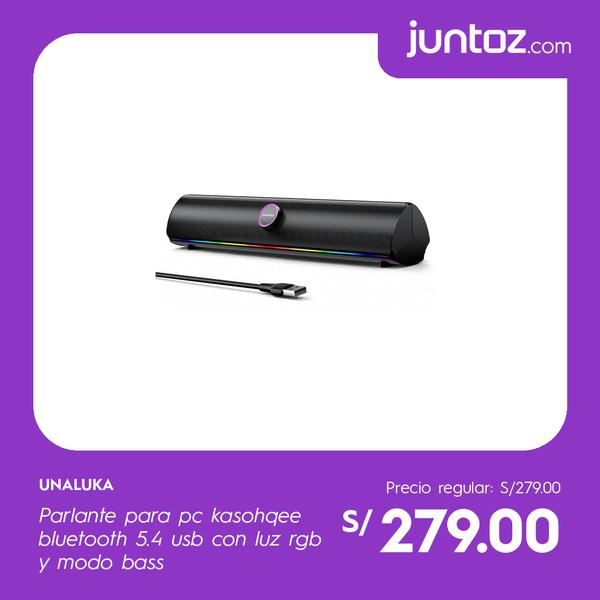 juntoz.com
UNALUKA
Parlante para pc kasohqee
bluetooth 5.4 usb con luz rgb
y modo bass
Precio regular: S/279.00
S/ 279.00